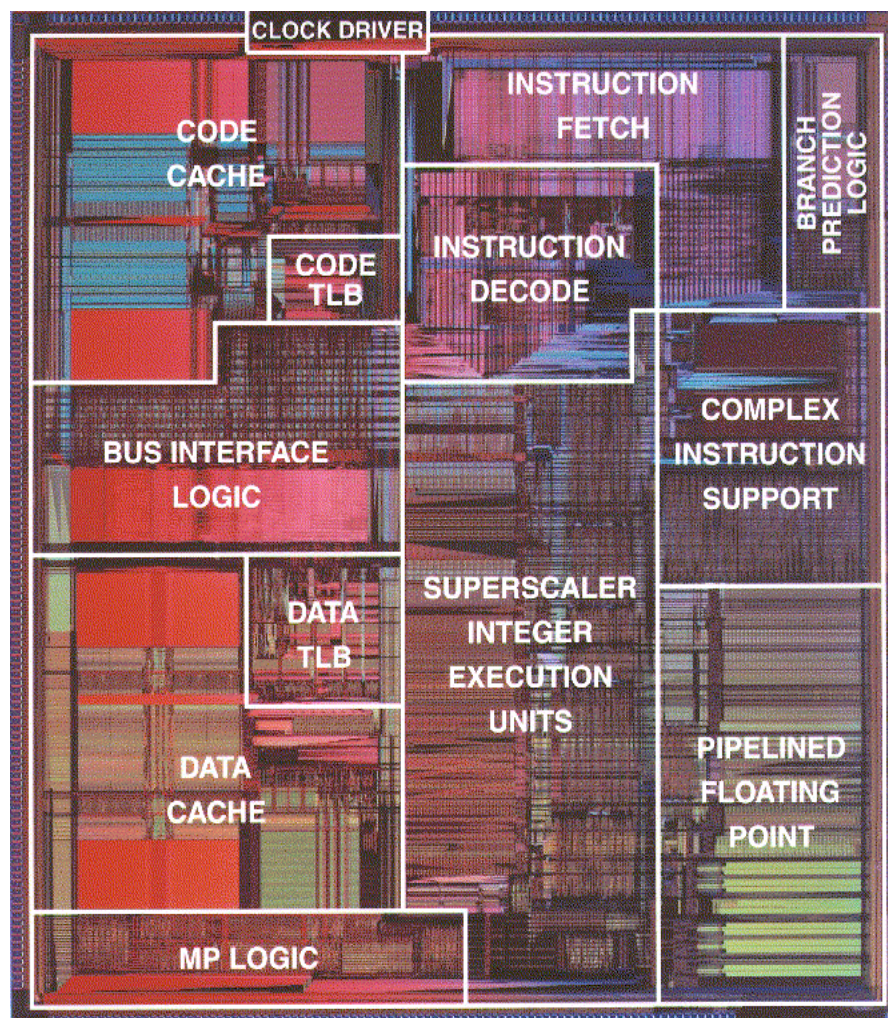 CLOCK DRIVER
CODE
CACHE
INSTRUCTION
FETCH
BRANCH
PREDICTION
LOGIC
CODE
TLB
INSTRUCTION
DECODE
BUS INTERFACE
LOGIC
COMPLEX
INSTRUCTION
SUPPORT
DATA
TLB
SUPERSCALER
INTEGER
EXECUTION
UNITS
DATA
CACHE
PIPELINED
FLOATING
POINT
MP LOGIC